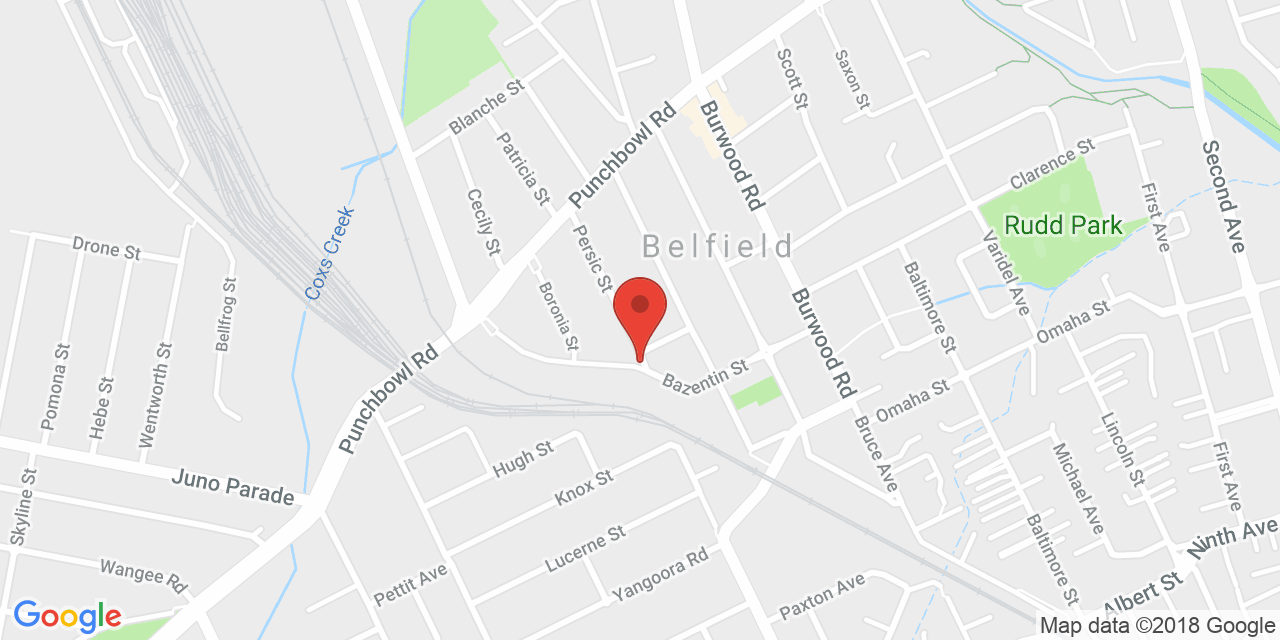 Blanche St
Punchbowl Rd
Burwood Rd
Scott St
Saxon St
Patricia St
Second Ave
Clarence St
Cecily St
Coxs Creek
First Ave
Rudd Park
Belfield
Drone St
Persic St
Varidel Ave
Bellfrog St
Boronia St
Baltimore St
Burwood Rd
Omaha St
Pomona St
Hebe St
Wentworth St
Punchbowl Rd
Bazentin St
Omaha St
Bruce Ave
Lincoln St
Michael Ave
First Ave
Hugh St
Knox St
Juno Parade
Skyline St
Lucerne St
Baltimore St
Ninth Ave
Wangee Rd
Pettit Ave
Yangoora Rd
Paxton Ave
Albert St
Google
Map data ©2018 Google